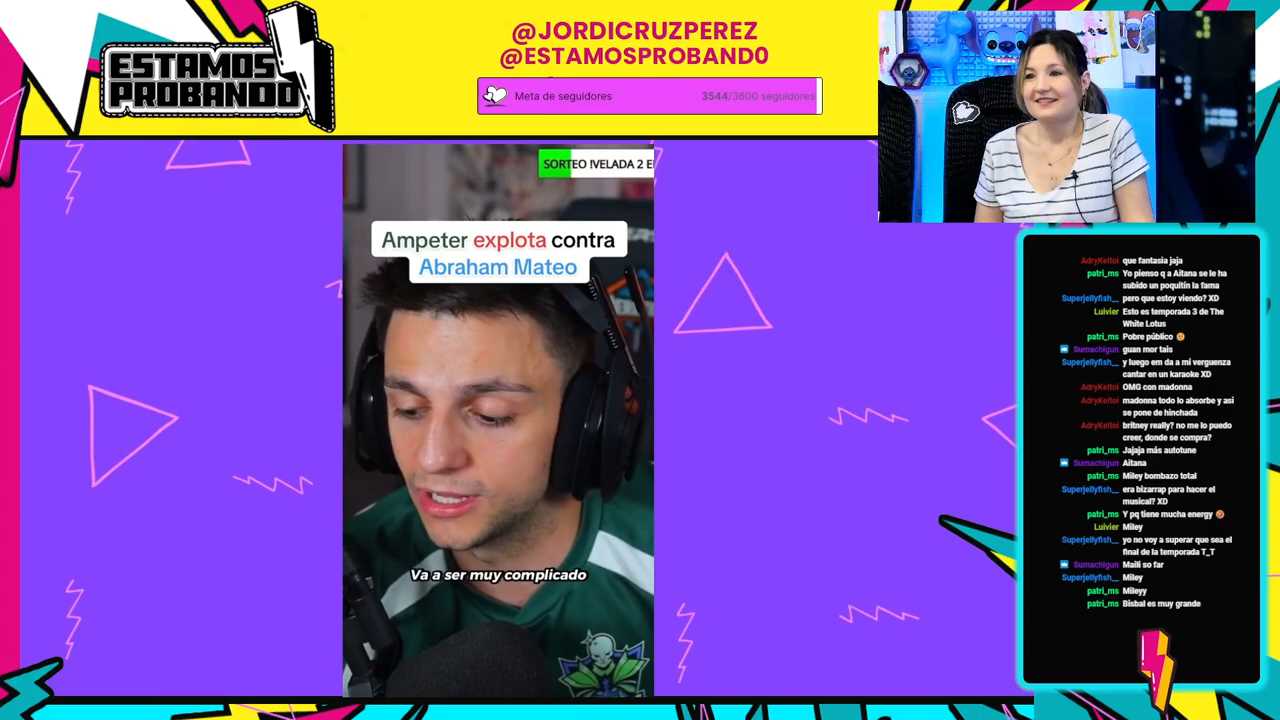 ESTAMOS
PROBANDO
@JORDICRUZPEREZ
@ESTAMOSPROBAND0
Meta de seguidores
3544/3600 seguidores
SORTEO !VELADA 2 E
Ampeter explota contra
Abraham Mateo
Va a ser muy complicado
AdryKeltoi que fantasia jaja
patri_ms Yo pienso q a Aitana se le ha
subido un poquitín la fama
Superjellyfish__ pero que estoy viendo? XD
Luivier Esto es temporada 3 de The
White Lotus
patri_ms Pobre público
Sumachigun guan mor tais
Superjellyfish__ y luego em da a mi verguenza
cantar en un karaoke XD
AdryKeltoi OMG con madonna
AdryKeltoi madonna todo lo absorbe y asi
se pone de hinchada
AdryKeltoi britney really? no me lo puedo
creer, donde se compra?
patri_ms Jajaja más autotune
Sumachigun Aitana
patri_ms Miley bombazo total
Superjellyfish__ era bizarrap para hacer el
musical? XD
patri_ms Y pq tiene mucha energy
Luivier Miley
Superjellyfish__ yo no voy a superar que sea el
final de la temporada T_T
Sumachigun Maili so far
Superjellyfish__ Miley
patri_ms Mileyy
patri_ms Bisbal es muy grande